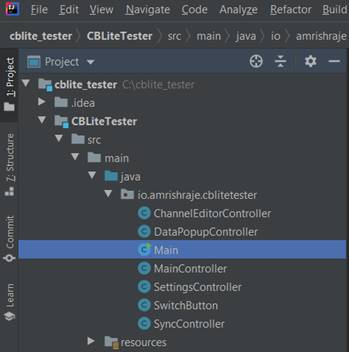 File Edit View Navigate Code Analyze Refactor Build
cblite_tester CBLiteTester src main java io amrishraje
Project
1: Project
cblite_tester C:\cblite_tester
.idea
CBLiteTester
src
main
java
io.amrishraje.cblitetester
ChannelEditorController
DataPopupController
Main
MainController
SettingsController
SwitchButton
SyncController
resources
Z: Structure
Commit
Learn